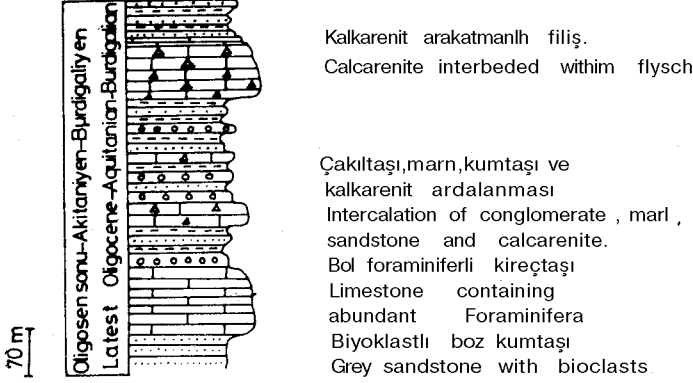 Oligosen sonu-Akitaniyen-Burdigaliyen
Latest Oligocene-Aquitanian-Burdigalian
70 m
Kalkarenit arakatmanlh filiş.
Calcarenite interbeded withim flysch
Çakıltaşı,marn,kumtaşı ve
kalkarenit ardalanması
Intercalation of conglomerate , marl ,
sandstone and calcarenite.
Bol foraminiferli kireçtaşı
Limestone containing
abundant Foraminifera
Biyoklastlı boz kumtaşı
Grey sandstone with bioclasts